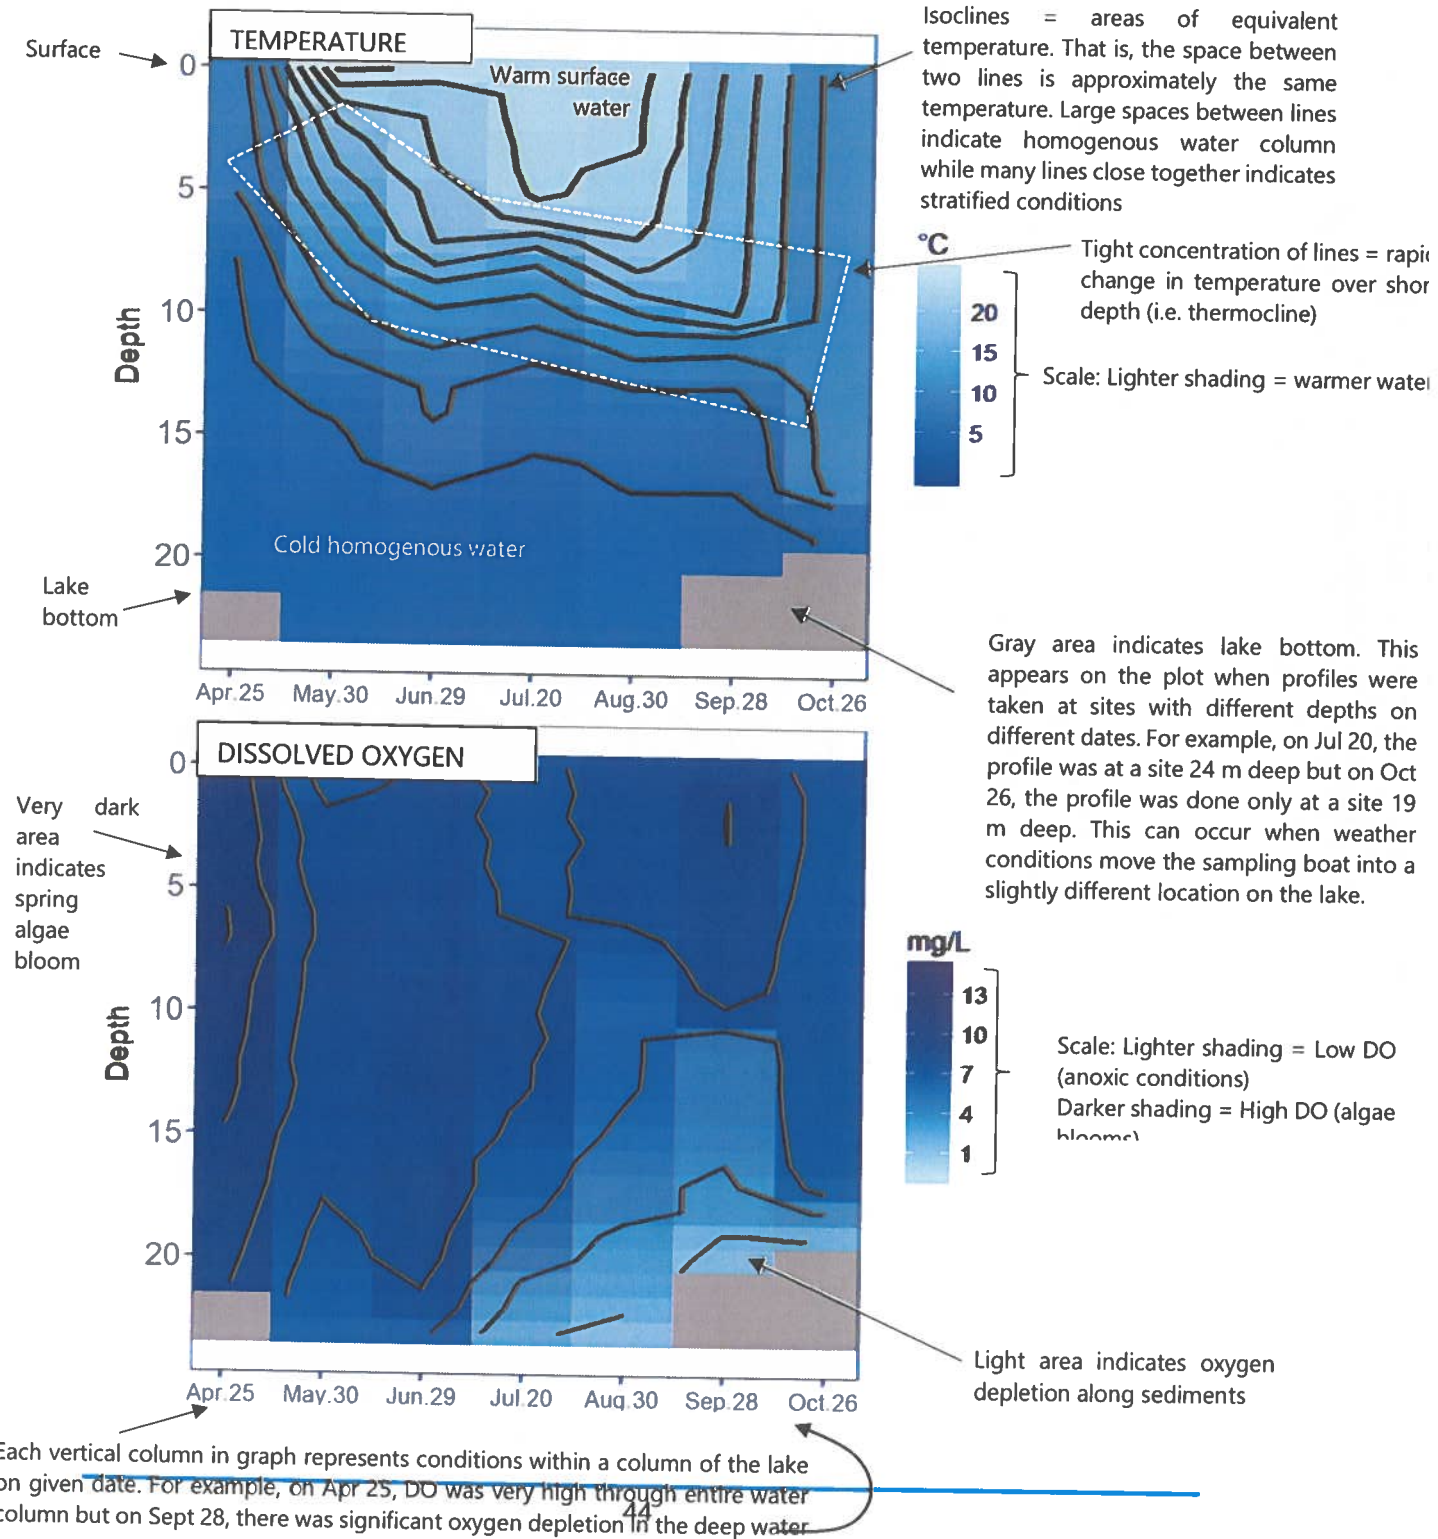 Surface
TEMPERATURE
Warm surface
water
Isoclines = areas of equivalent
temperature. That is, the space between
two lines is approximately the same
temperature. Large spaces between lines
indicate homogenous water column
while many lines close together indicates
stratified conditions
0
5
10
15
20
Depth
°C
20
15
10
5
Tight concentration of lines =
change in temperature over
depth (i.e. thermocline)
Scale: Lighter shading = warmer
Cold homogenous water
Lake
bottom
Apr.25 May.30 Jun.29 Jul.20 Aug.30 Sep.28 Oct.26
Gray area indicates lake bottom. This
appears on the plot when profiles were
taken at sites with different depths on
different dates. For example, on Jul 20, the
profile was at a site 24 m deep but on Oct
26, the profile was done only at a site 19
m deep. This can occur when weather
conditions move the sampling boat into a
slightly different location on the lake.
DISSOLVED OXYGEN
Very dark
area
indicates
spring
algae
bloom
0
5
10
15
20
Depth
mg/L
13
10
7
4
1
Scale: Lighter shading = Low DO
(anoxic conditions)
Darker shading = High DO (algae
blooms)
Light area indicates oxygen
depletion along sediments
Apr.25 May.30 Jun.29 Jul.20 Aug.30 Sep.28 Oct.26
Each vertical column in graph represents conditions within a column of the lake
on given date. For example, on Apr 25, DO was very high through entire water
column but on Sept 28, there was significant oxygen depletion in the deep water
44